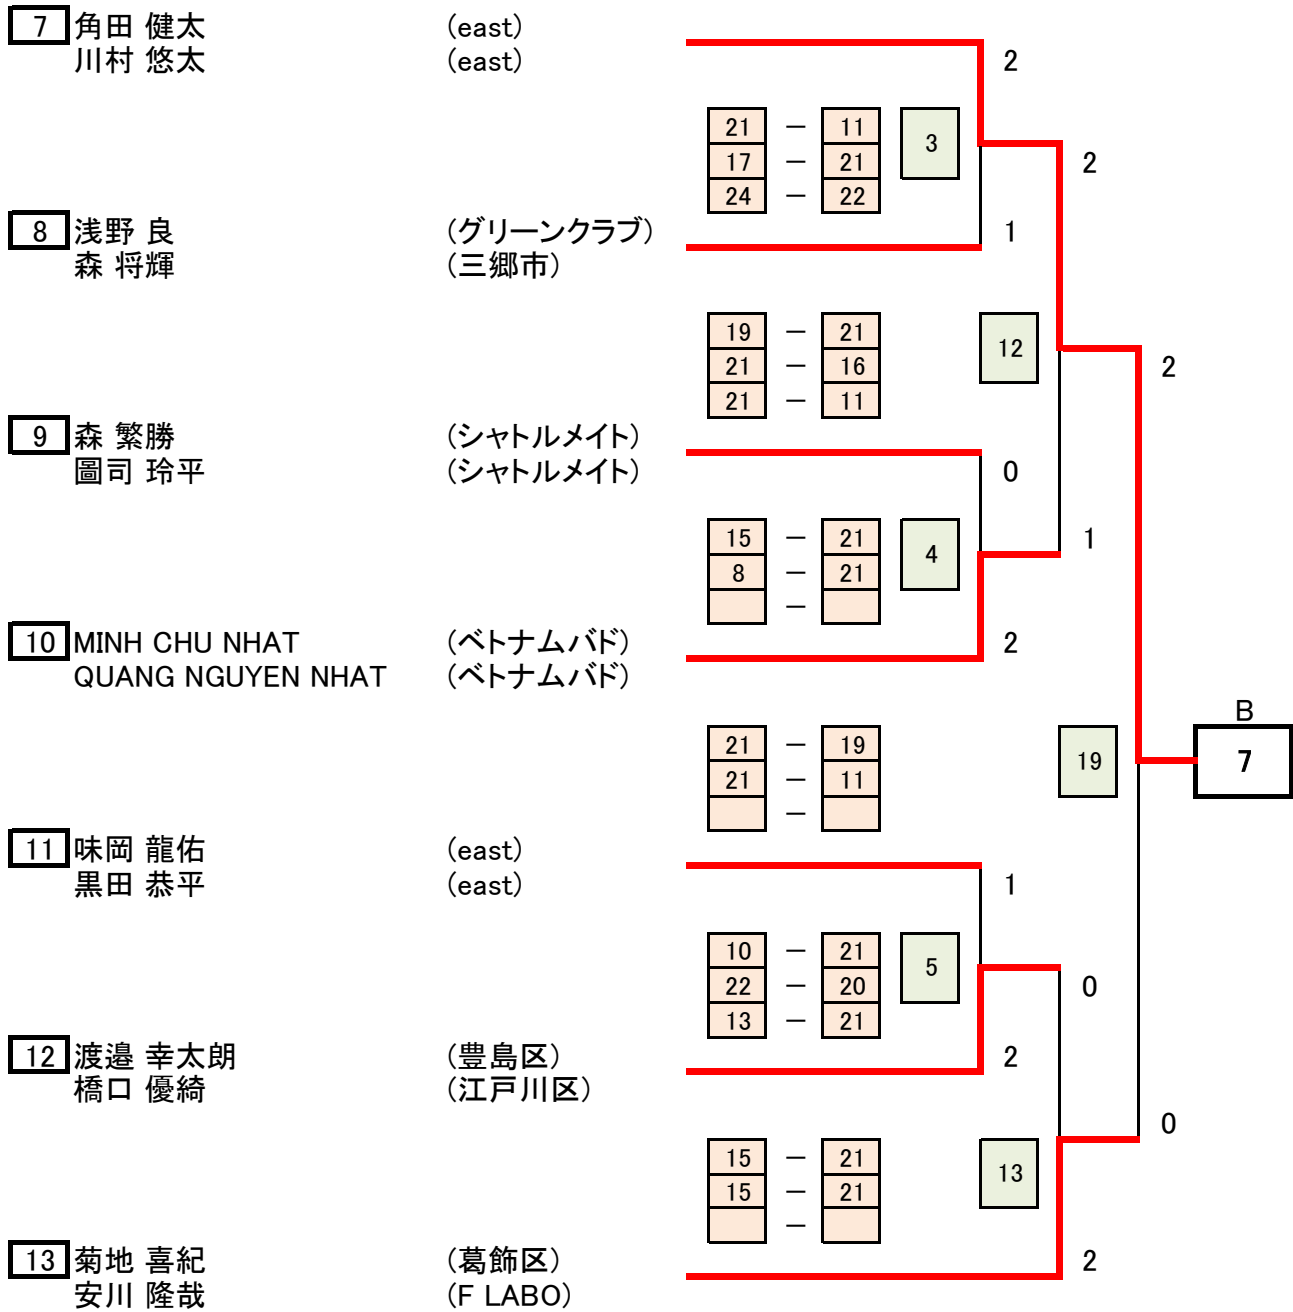 7 角田 健太 (east)
川村 悠太 (east)
2
21 － 11 3
17 － 21 2
24 － 22
8 浅野 良 (グリーンクラブ) 1
森 将輝 (三郷市)
19 － 21 12
21 － 16 2
21 － 11
9 森 繁勝 (シャトルメイト)
圖司 玲平 (シャトルメイト) 0
15 － 21 4 1
8 － 21
－
10 MINH CHU NHAT (ベトナムバド) 2
QUANG NGUYEN NHAT (ベトナムバド)
B
21 － 19 19 7
21 － 11
－
11 味岡 龍佑 (east)
黒田 恭平 (east) 1
10 － 21 5
22 － 20 0
13 － 21
12 渡邉 幸太朗 (豊島区) 2
橋口 優綺 (江戸川区)
0
15 － 21 13
15 － 21
－
13 菊地 喜紀 (葛飾区) 2
安川 隆哉 (F LABO)